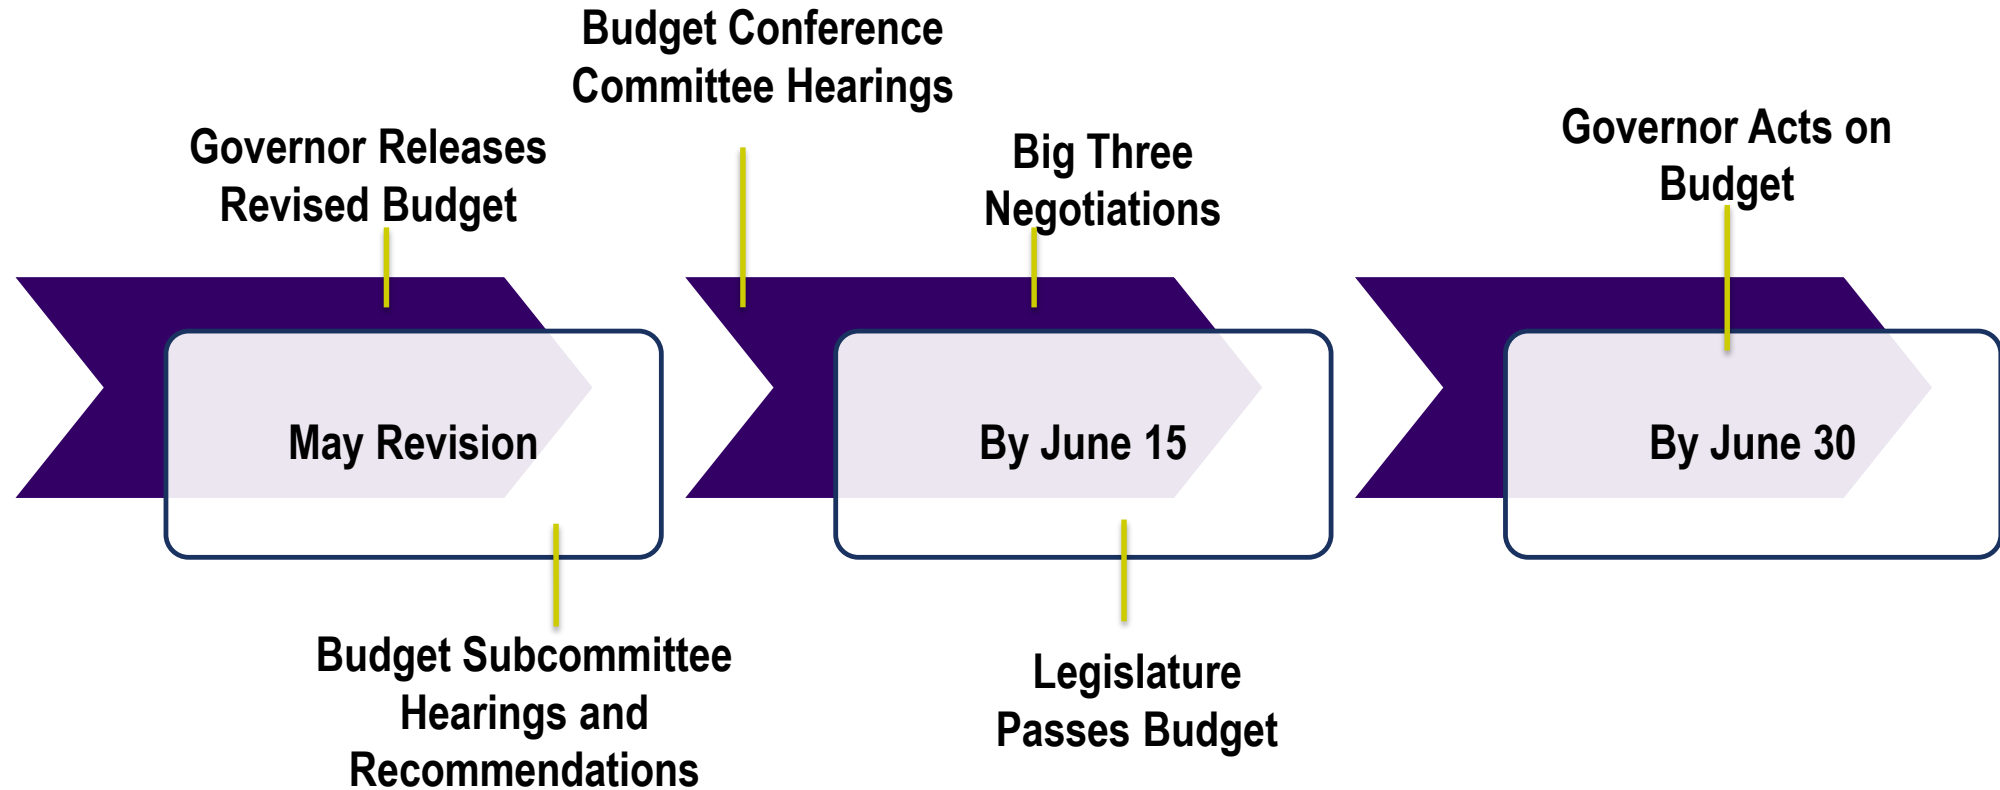 Budget Conference
Committee Hearings
Governor Releases
Revised Budget
Big Three
Negotiations
Governor Acts on
Budget
May Revision
By June 15
By June 30
Budget Subcommittee
Hearings and
Recommendations
Legislature
Passes Budget